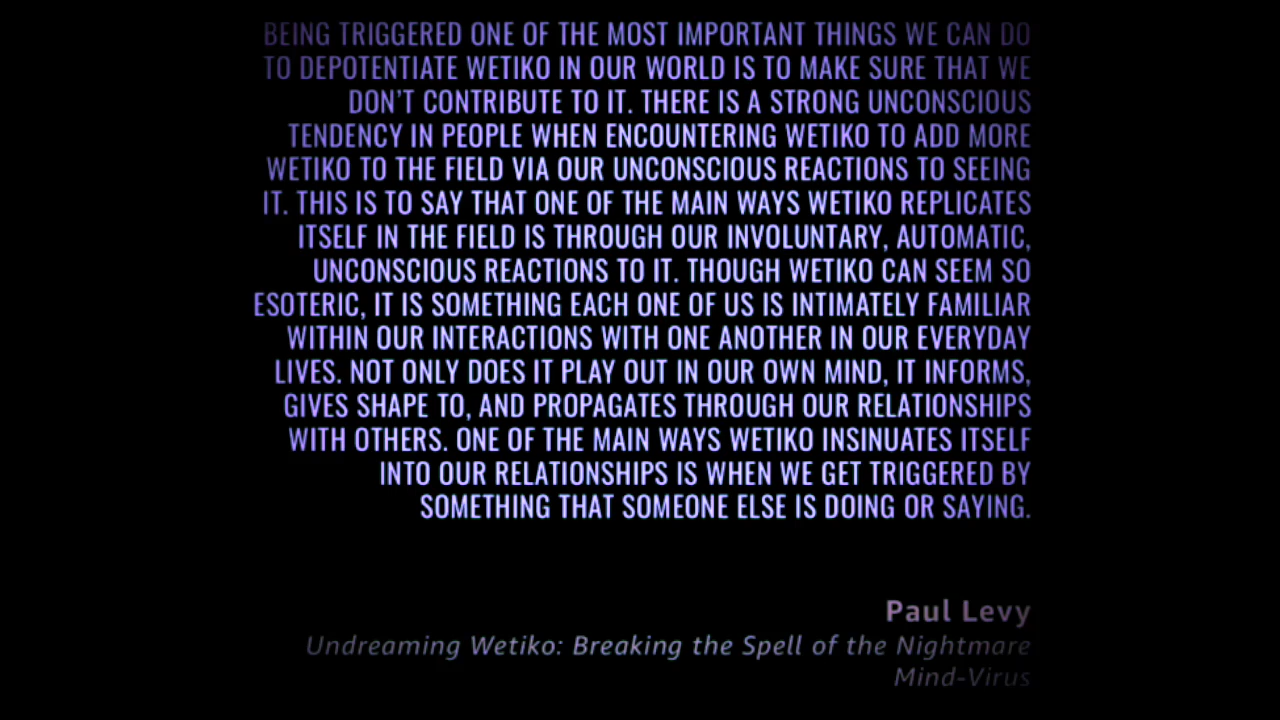 BEING TRIGGERED ONE OF THE MOST IMPORTANT THINGS WE CAN DO
TO DEPOTENTIATE WETIKO IN OUR WORLD IS TO MAKE SURE THAT WE
DON'T CONTRIBUTE TO IT. THERE IS A STRONG UNCONSCIOUS
TENDENCY IN PEOPLE WHEN ENCOUNTERING WETIKO TO ADD MORE
WETIKO TO THE FIELD VIA OUR UNCONSCIOUS REACTIONS TO SEEING
IT. THIS IS TO SAY THAT ONE OF THE MAIN WAYS WETIKO REPLICATES
ITSELF IN THE FIELD IS THROUGH OUR INVOLUNTARY, AUTOMATIC,
UNCONSCIOUS REACTIONS TO IT. THOUGH WETIKO CAN SEEM SO
ESOTERIC, IT IS SOMETHING EACH ONE OF US IS INTIMATELY FAMILIAR
WITHIN OUR INTERACTIONS WITH ONE ANOTHER IN OUR EVERYDAY
LIVES. NOT ONLY DOES IT PLAY OUT IN OUR OWN MIND, IT INFORMS,
GIVES SHAPE TO, AND PROPAGATES THROUGH OUR RELATIONSHIPS
WITH OTHERS. ONE OF THE MAIN WAYS WETIKO INSINUATES ITSELF
INTO OUR RELATIONSHIPS IS WHEN WE GET TRIGGERED BY
SOMETHING THAT SOMEONE ELSE IS DOING OR SAYING.
Paul Levy
Undreaming Wetiko: Breaking the Spell of the Nightmare
Mind-Virus